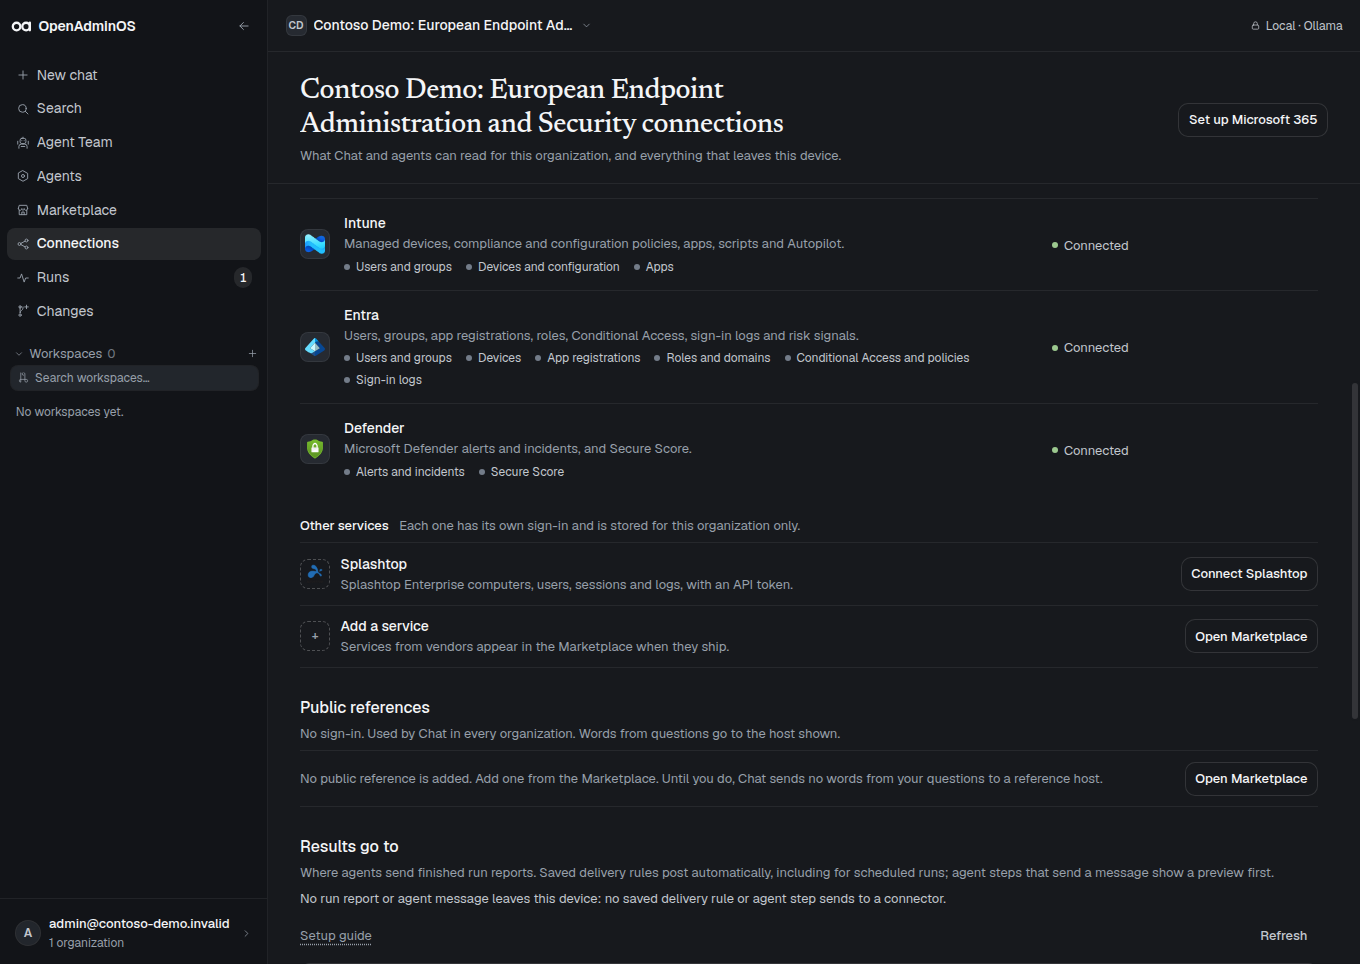 OpenAdminOS
New chat
Search
Agent Team
Agents
Marketplace
Connections
Runs 1
Changes
Workspaces 0
Search workspaces...
No workspaces yet.
A
admin@contoso-demo.invalid
1 organization
CD Contoso Demo: European Endpoint Ad...
Local · Ollama
Contoso Demo: European Endpoint
Administration and Security connections
What Chat and agents can read for this organization, and everything that leaves this device.
Set up Microsoft 365
Intune
Managed devices, compliance and configuration policies, apps, scripts and Autopilot.
Users and groups Devices and configuration Apps
Connected
Entra
Users, groups, app registrations, roles, Conditional Access, sign-in logs and risk signals.
Users and groups Devices App registrations Roles and domains Conditional Access and policies
Sign-in logs
Connected
Defender
Microsoft Defender alerts and incidents, and Secure Score.
Alerts and incidents Secure Score
Connected
Other services Each one has its own sign-in and is stored for this organization only.
Splashtop
Splashtop Enterprise computers, users, sessions and logs, with an API token.
Connect Splashtop
Add a service
Services from vendors appear in the Marketplace when they ship.
Open Marketplace
Public references
No sign-in. Used by Chat in every organization. Words from questions go to the host shown.
No public reference is added. Add one from the Marketplace. Until you do, Chat sends no words from your questions to a reference host.
Open Marketplace
Results go to
Where agents send finished run reports. Saved delivery rules post automatically, including for scheduled runs; agent steps that send a message show a preview first.
No run report or agent message leaves this device: no saved delivery rule or agent step sends to a connector.
Setup guide
Refresh